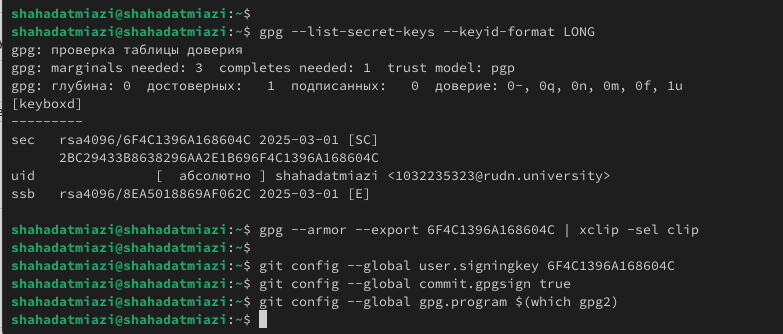 shahadatmiazi@shahadatmiazi:~$
shahadatmiazi@shahadatmiazi:~$ gpg --list-secret-keys --keyid-format LONG
gpg: проверка таблицы доверия
gpg: marginals needed: 3  completes needed: 1  trust model: pgp
gpg: глубина: 0  достоверных:   1  подписанных:   0  доверие: 0-, 0q, 0n, 0m, 0f, 1u
[keyboxd]
---------
sec   rsa4096/6F4C1396A168604C 2025-03-01 [SC]
      2BC29433B8638296AA2E1B696F4C1396A168604C
uid                 [  абсолютно ] shahadatmiazi <1032235323@rudn.university>
ssb   rsa4096/8EA5018869AF062C 2025-03-01 [E]

shahadatmiazi@shahadatmiazi:~$ gpg --armor --export 6F4C1396A168604C | xclip -sel clip
shahadatmiazi@shahadatmiazi:~$
shahadatmiazi@shahadatmiazi:~$ git config --global user.signingkey 6F4C1396A168604C
shahadatmiazi@shahadatmiazi:~$ git config --global commit.gpgsign true
shahadatmiazi@shahadatmiazi:~$ git config --global gpg.program $(which gpg2)
shahadatmiazi@shahadatmiazi:~$